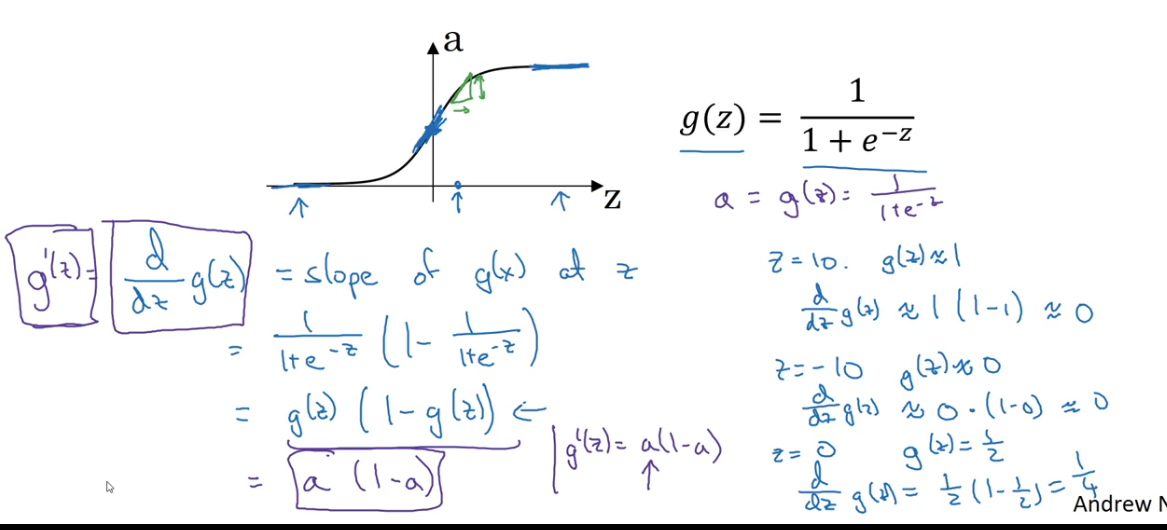 a
z
g(z) = 1 / (1 + e^{-z})
a = g(z) = 1 / (1+e^{-z})
g'(z) = d/dz g(z) = slope of g(x) at z
= 1/(1+e^{-z}) (1 - 1/(1+e^{-z}))
= g(z) (1 - g(z)) ←
= a (1-a)
g'(z) = a(1-a)
z = 10. g(z) ≈ 1
d/dz g(z) ≈ 1 (1-1) ≈ 0
z = -10 g(z) ≈ 0
d/dz g(z) ≈ 0 · (1-0) ≈ 0
z = 0 g(z) = 1/2
d/dz g(z) = 1/2 (1 - 1/2) = 1/4
Andrew N